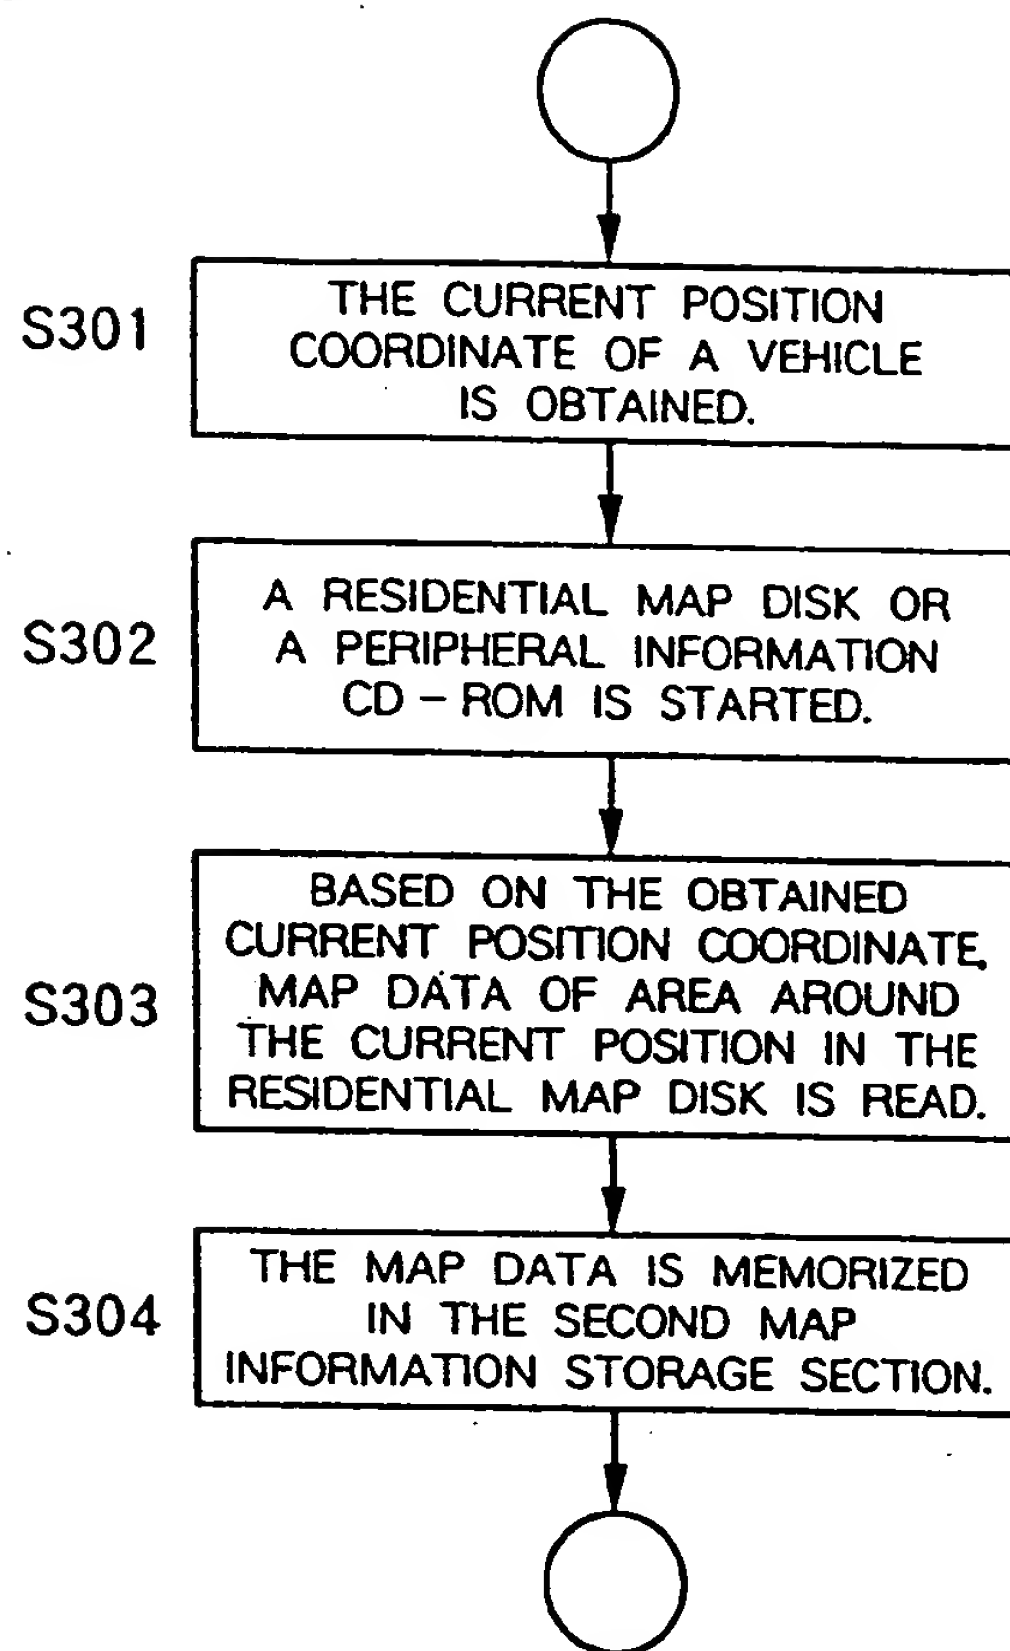 S301
THE CURRENT POSITION
COORDINATE OF A VEHICLE
IS OBTAINED.
S302
A RESIDENTIAL MAP DISK OR
A PERIPHERAL INFORMATION
CD-ROM IS STARTED.
S303
BASED ON THE OBTAINED
CURRENT POSITION COORDINATE,
MAP DATA OF AREA AROUND
THE CURRENT POSITION IN THE
RESIDENTIAL MAP DISK IS READ.
S304
THE MAP DATA IS MEMORIZED
IN THE SECOND MAP
INFORMATION STORAGE SECTION.